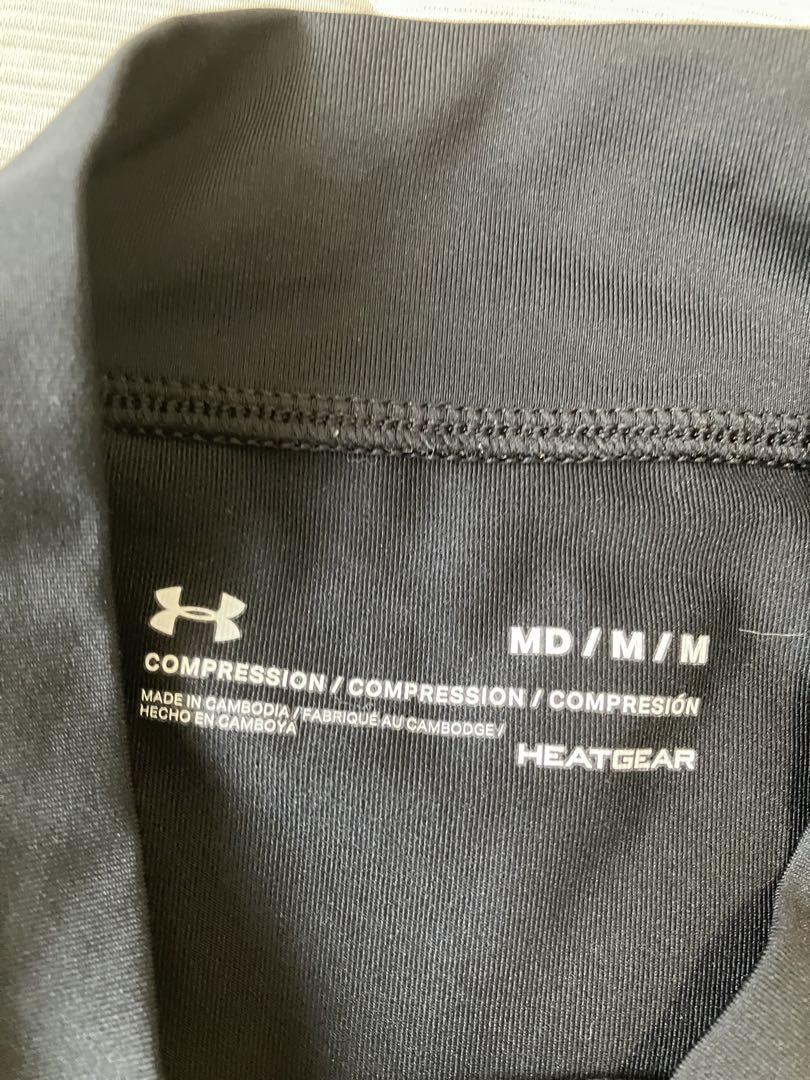 MD / M / M
COMPRESSION / COMPRESSION / COMPRESIÓN
MADE IN CAMBODIA / FABRIQUÉ AU CAMBODGE /
HECHO EN CAMBOYA
HEATGEAR